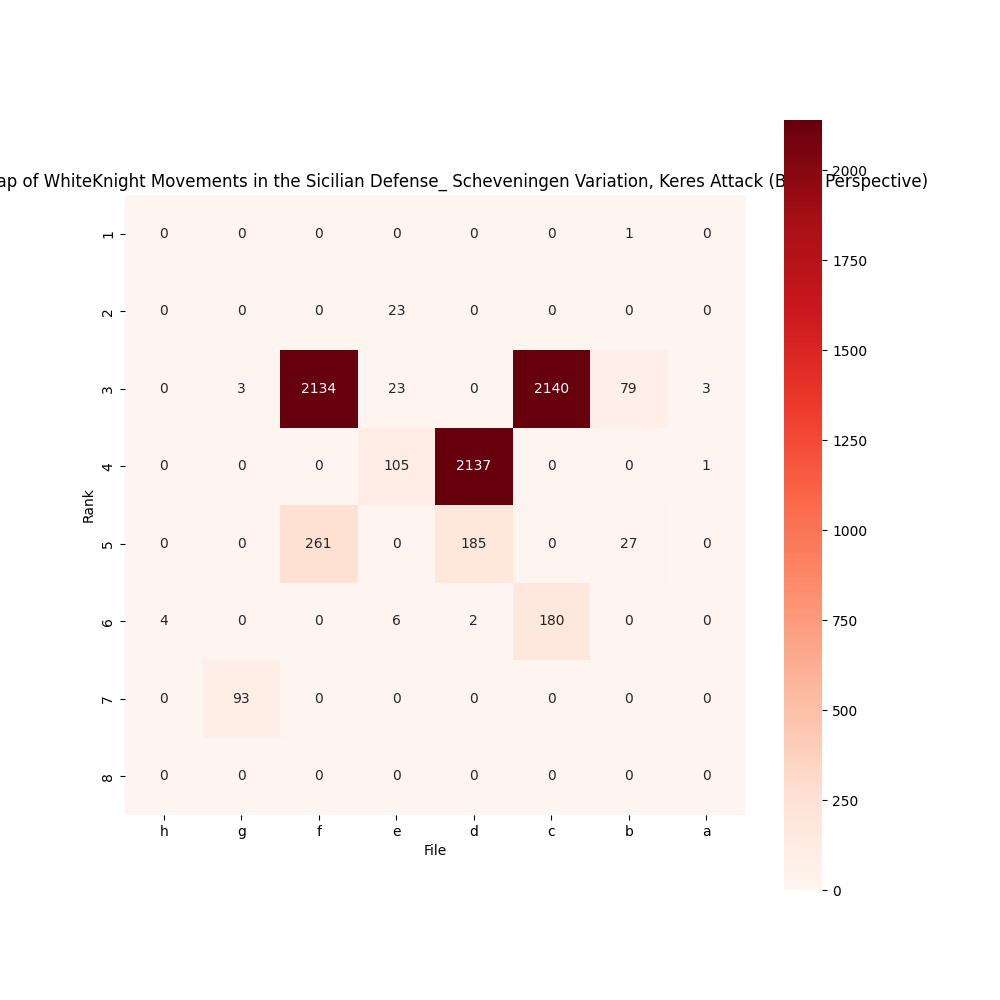 ap of WhiteKnight Movements in the Sicilian Defense_ Scheveningen Variation, Keres Attack (B Perspective)
1 0 0 0 0 0 0 1 0
2 0 0 0 23 0 0 0 0
3 0 3 2134 23 0 2140 79 3
4 0 0 0 105 2137 0 0 1
5 0 0 261 0 185 0 27 0
6 4 0 0 6 2 180 0 0
7 0 93 0 0 0 0 0 0
8 0 0 0 0 0 0 0 0
h g f e d c b a
File
Rank
2000
1750
1500
1250
1000
750
500
250
0